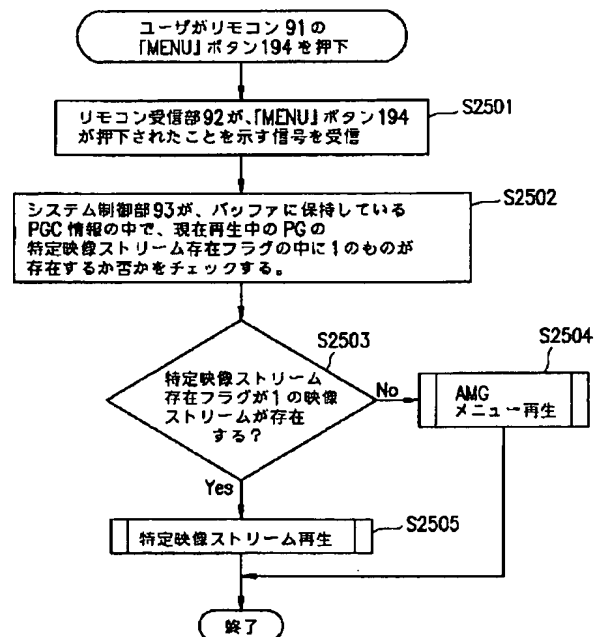 ユーザがリモコン91の
「MENU」ボタン194を押下
S2501
リモコン受信部92が、「MENU」ボタン194
が押下されたことを示す信号を受信
S2502
システム制御部93が、バッファに保持している
PGC情報の中で、現在再生中のPGの
特定映像ストリーム存在フラグの中に1のものが
存在するか否かをチェックする。
S2503
特定映像ストリーム
存在フラグが1の映像
ストリームが存在
する?
No
S2504
AMG
メニュー再生
Yes
S2505
特定映像ストリーム再生
終了